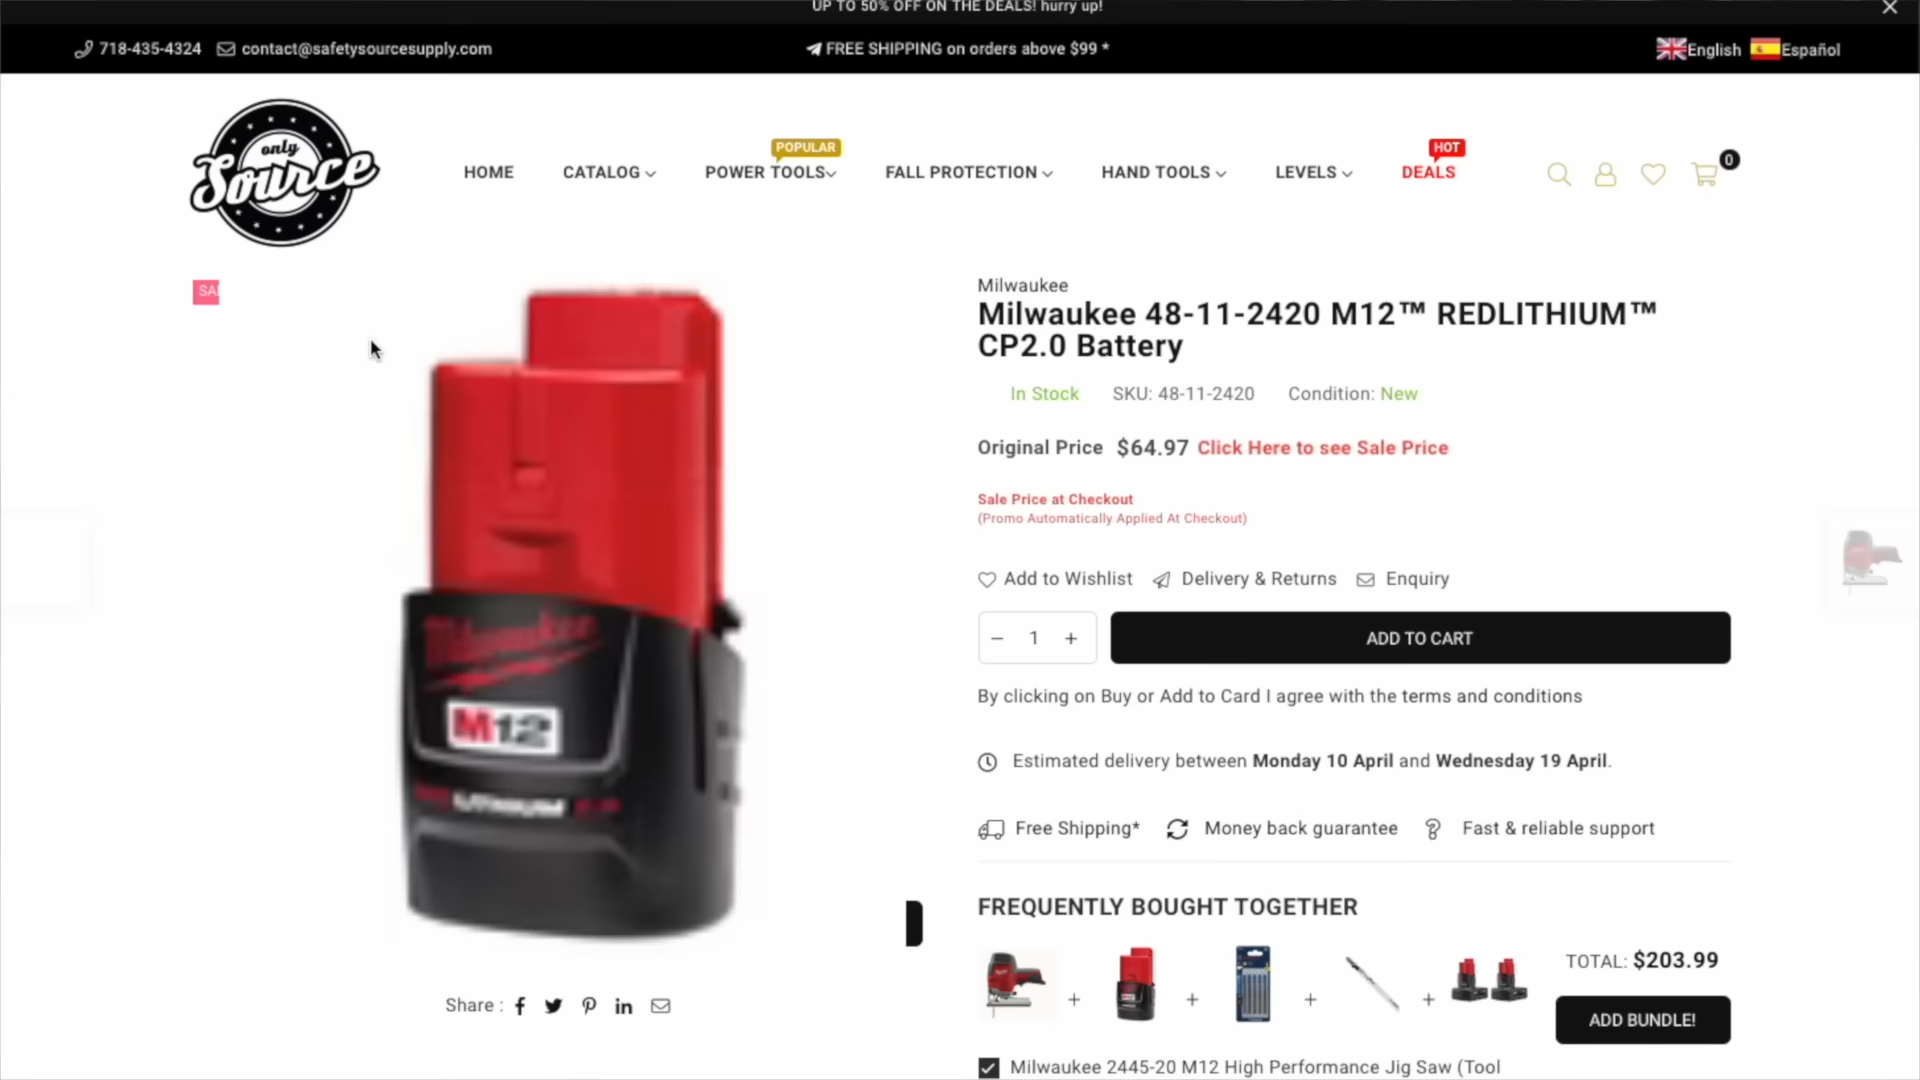 UP TO 50% OFF ON THE DEALS! hurry up!
718-435-4324 contact@safetysourcesupply.com
FREE SHIPPING on orders above $99 *
English Español
only
Source
HOME
CATALOG
POPULAR
POWER TOOLS
FALL PROTECTION
HAND TOOLS
LEVELS
HOT
DEALS
0
SAL
Milwaukee
M12
LITHIUM
Share :
Milwaukee
Milwaukee 48-11-2420 M12™ REDLITHIUM™
CP2.0 Battery
In Stock SKU: 48-11-2420 Condition: New
Original Price $64.97 Click Here to see Sale Price
Sale Price at Checkout
(Promo Automatically Applied At Checkout)
Add to Wishlist Delivery & Returns Enquiry
− 1 + ADD TO CART
By clicking on Buy or Add to Card I agree with the terms and conditions
Estimated delivery between Monday 10 April and Wednesday 19 April.
Free Shipping* Money back guarantee Fast & reliable support
FREQUENTLY BOUGHT TOGETHER
+ + + +
TOTAL: $203.99
ADD BUNDLE!
Milwaukee 2445-20 M12 High Performance Jig Saw (Tool